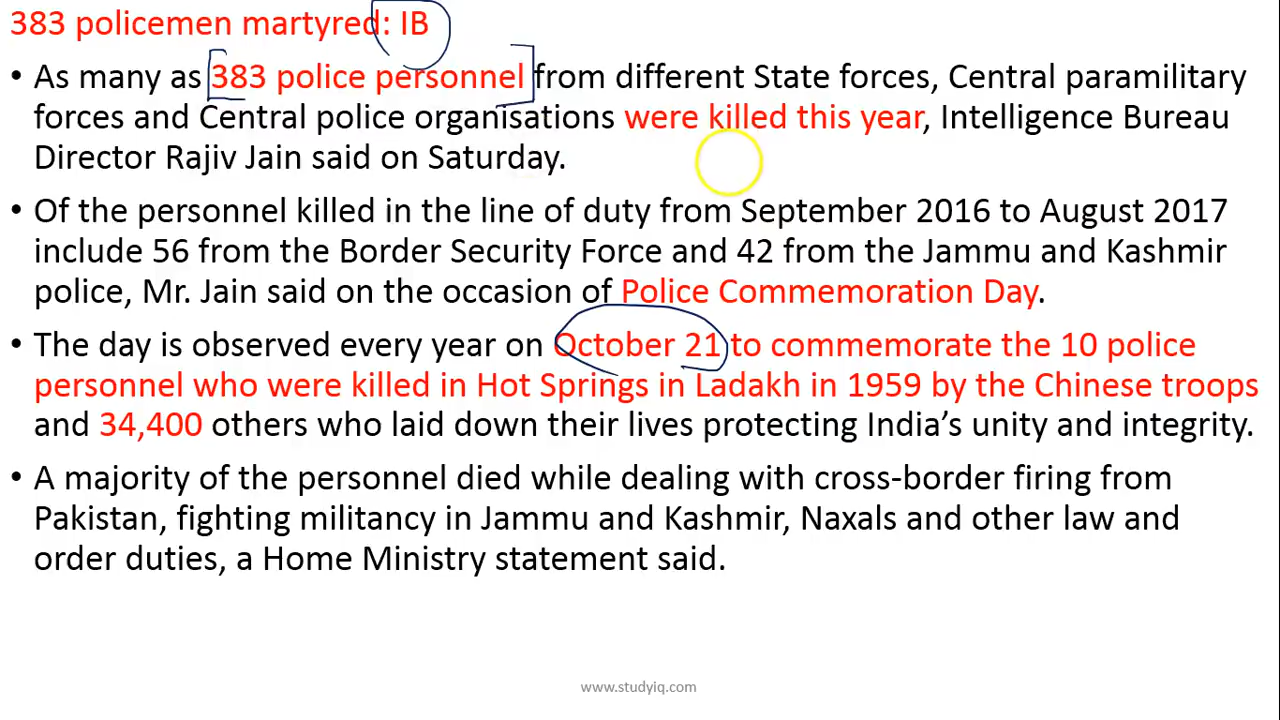 383 policemen martyred: IB
• As many as 383 police personnel from different State forces, Central paramilitary
forces and Central police organisations were killed this year, Intelligence Bureau
Director Rajiv Jain said on Saturday.
• Of the personnel killed in the line of duty from September 2016 to August 2017
include 56 from the Border Security Force and 42 from the Jammu and Kashmir
police, Mr. Jain said on the occasion of Police Commemoration Day.
• The day is observed every year on October 21 to commemorate the 10 police
personnel who were killed in Hot Springs in Ladakh in 1959 by the Chinese troops
and 34,400 others who laid down their lives protecting India’s unity and integrity.
• A majority of the personnel died while dealing with cross-border firing from
Pakistan, fighting militancy in Jammu and Kashmir, Naxals and other law and
order duties, a Home Ministry statement said.
www.studyiq.com